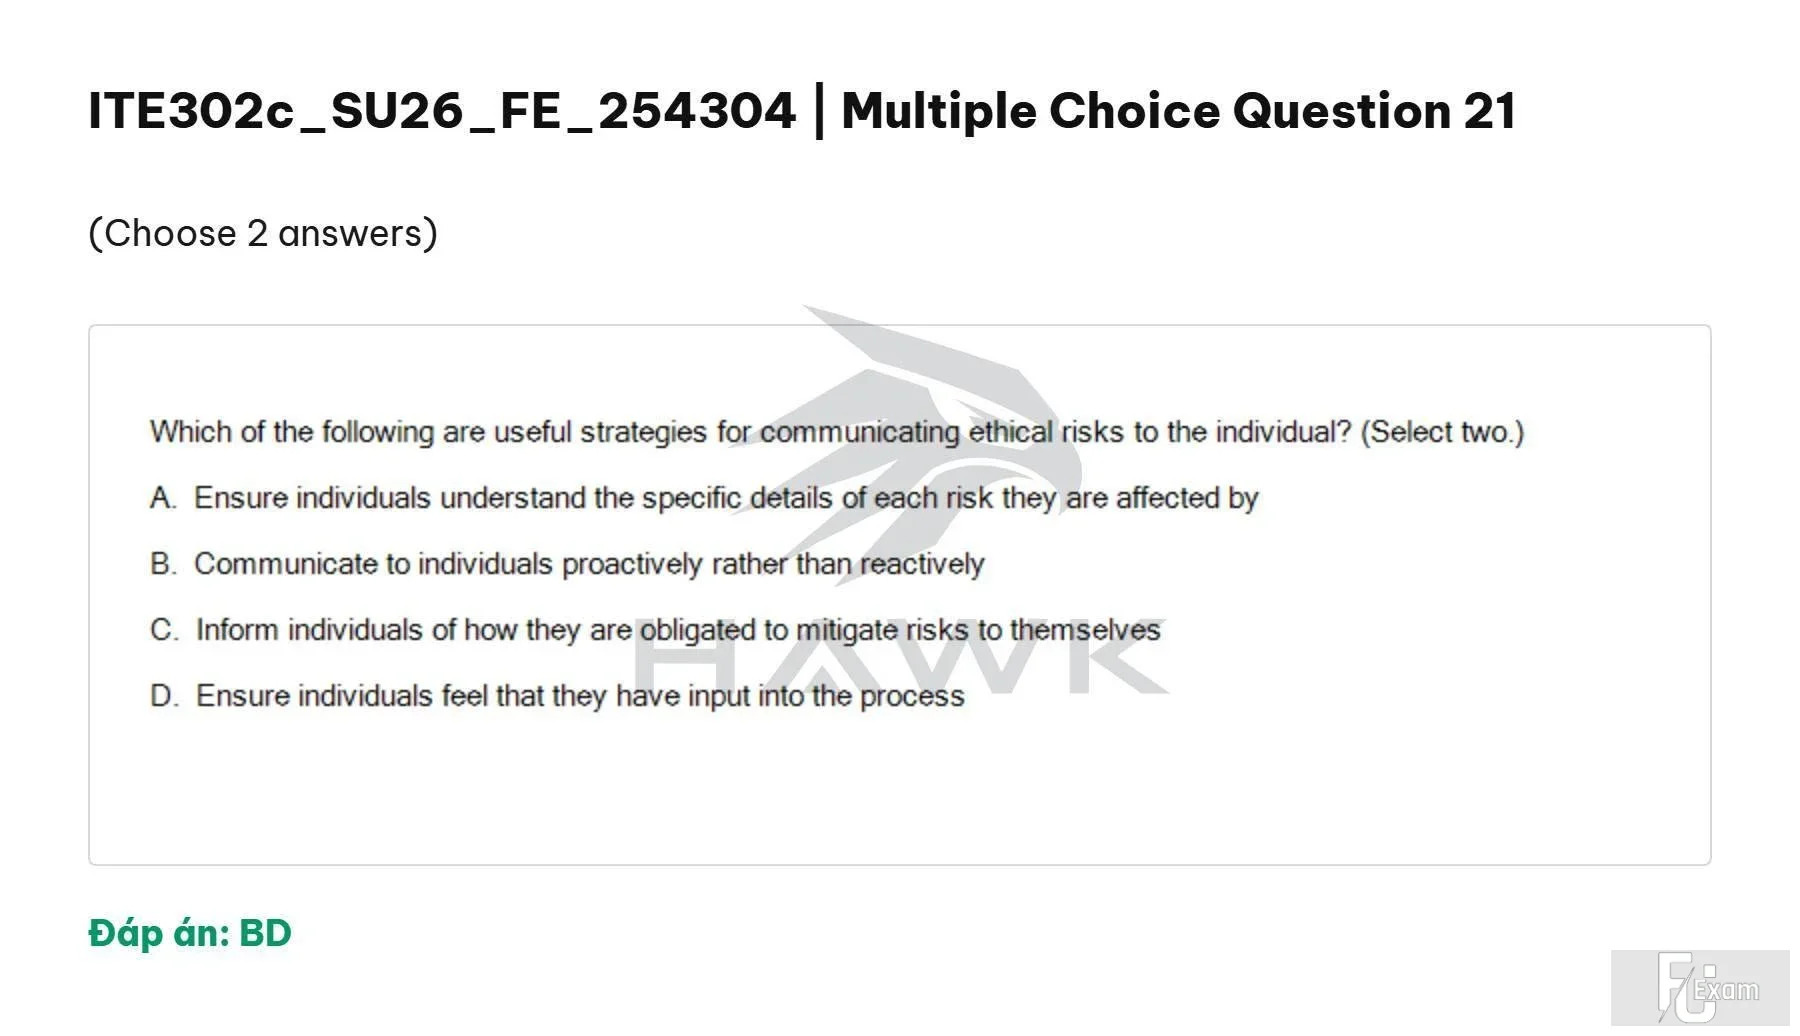 ITE302c_SU26_FE_254304 | Multiple Choice Question 21
(Choose 2 answers)
Which of the following are useful strategies for communicating ethical risks to the individual? (Select two.)
A. Ensure individuals understand the specific details of each risk they are affected by
B. Communicate to individuals proactively rather than reactively
C. Inform individuals of how they are obligated to mitigate risks to themselves
HAWK
D. Ensure individuals feel that they have input into the process
Đáp án: BD
FU Exam